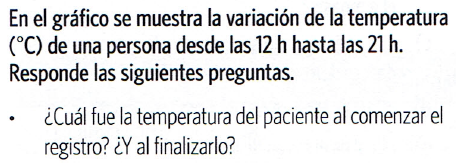 En el gráfico se muestra la variación de la temperatura
(°C) de una persona desde las 12 h hasta las 21 h.
Responde las siguientes preguntas.
• ¿Cuál fue la temperatura del paciente al comenzar el
registro? ¿Y al finalizarlo?